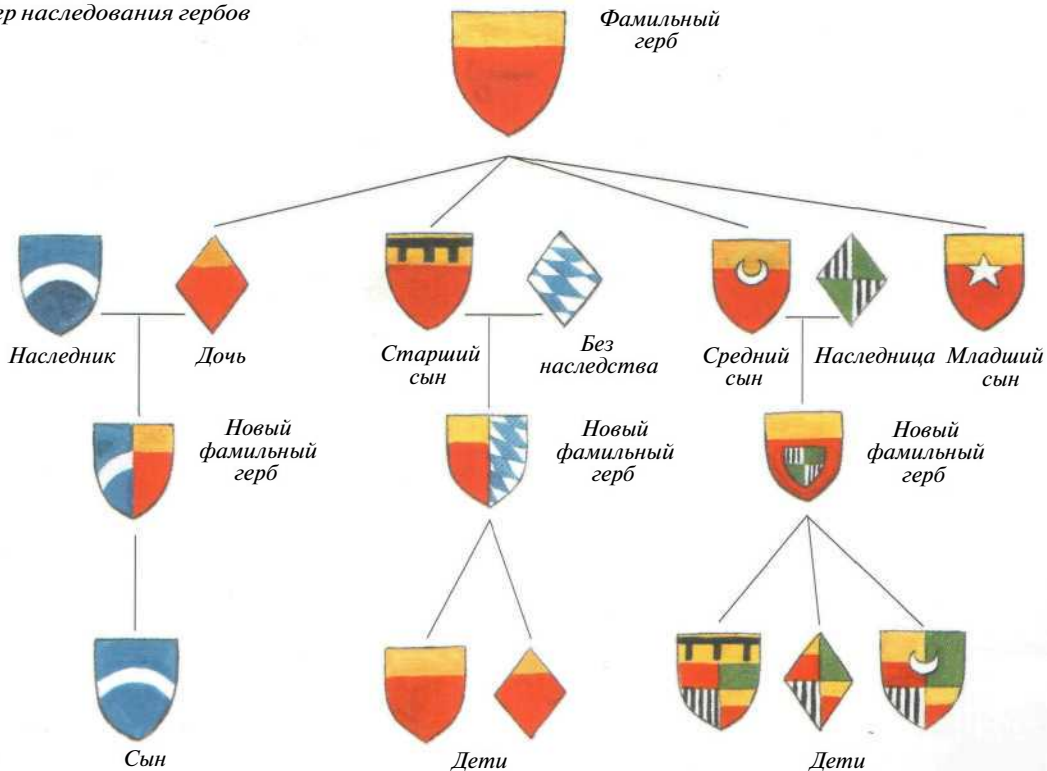 ер наследования гербов
Фамильный
герб
Наследник
Дочь
Старший
сын
Без
наследства
Средний
сын
Наследница
Младший
сын
Новый
фамильный
герб
Новый
фамильный
герб
Новый
фамильный
герб
Сын
Дети
Дети